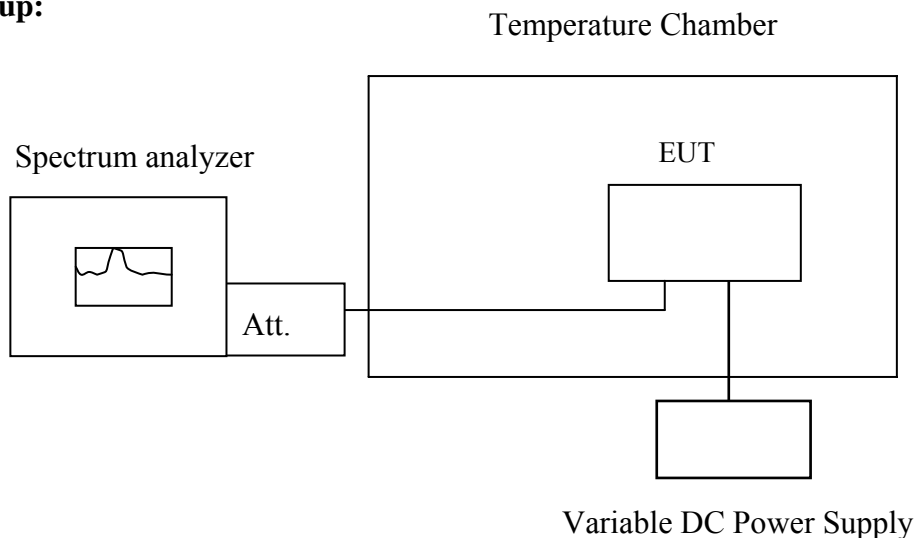 up:
Temperature Chamber
Spectrum analyzer
EUT
Att.
Variable DC Power Supply